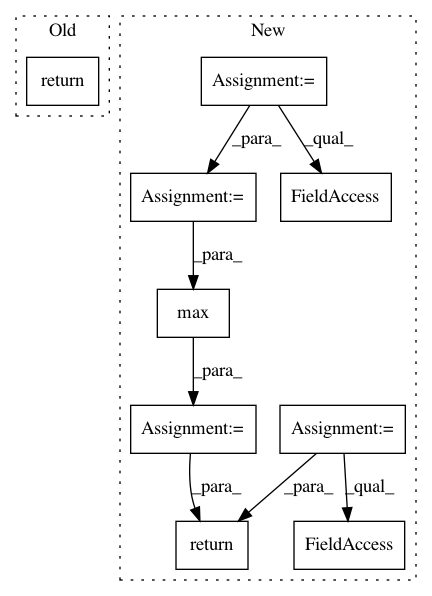 Old
New
return
Assignment:=
_para_
_qual_
Assignment:=
FieldAccess
_para_
max
_para_
Assignment:=
Assignment:=
_para_
_para_
_qual_
return
FieldAccess